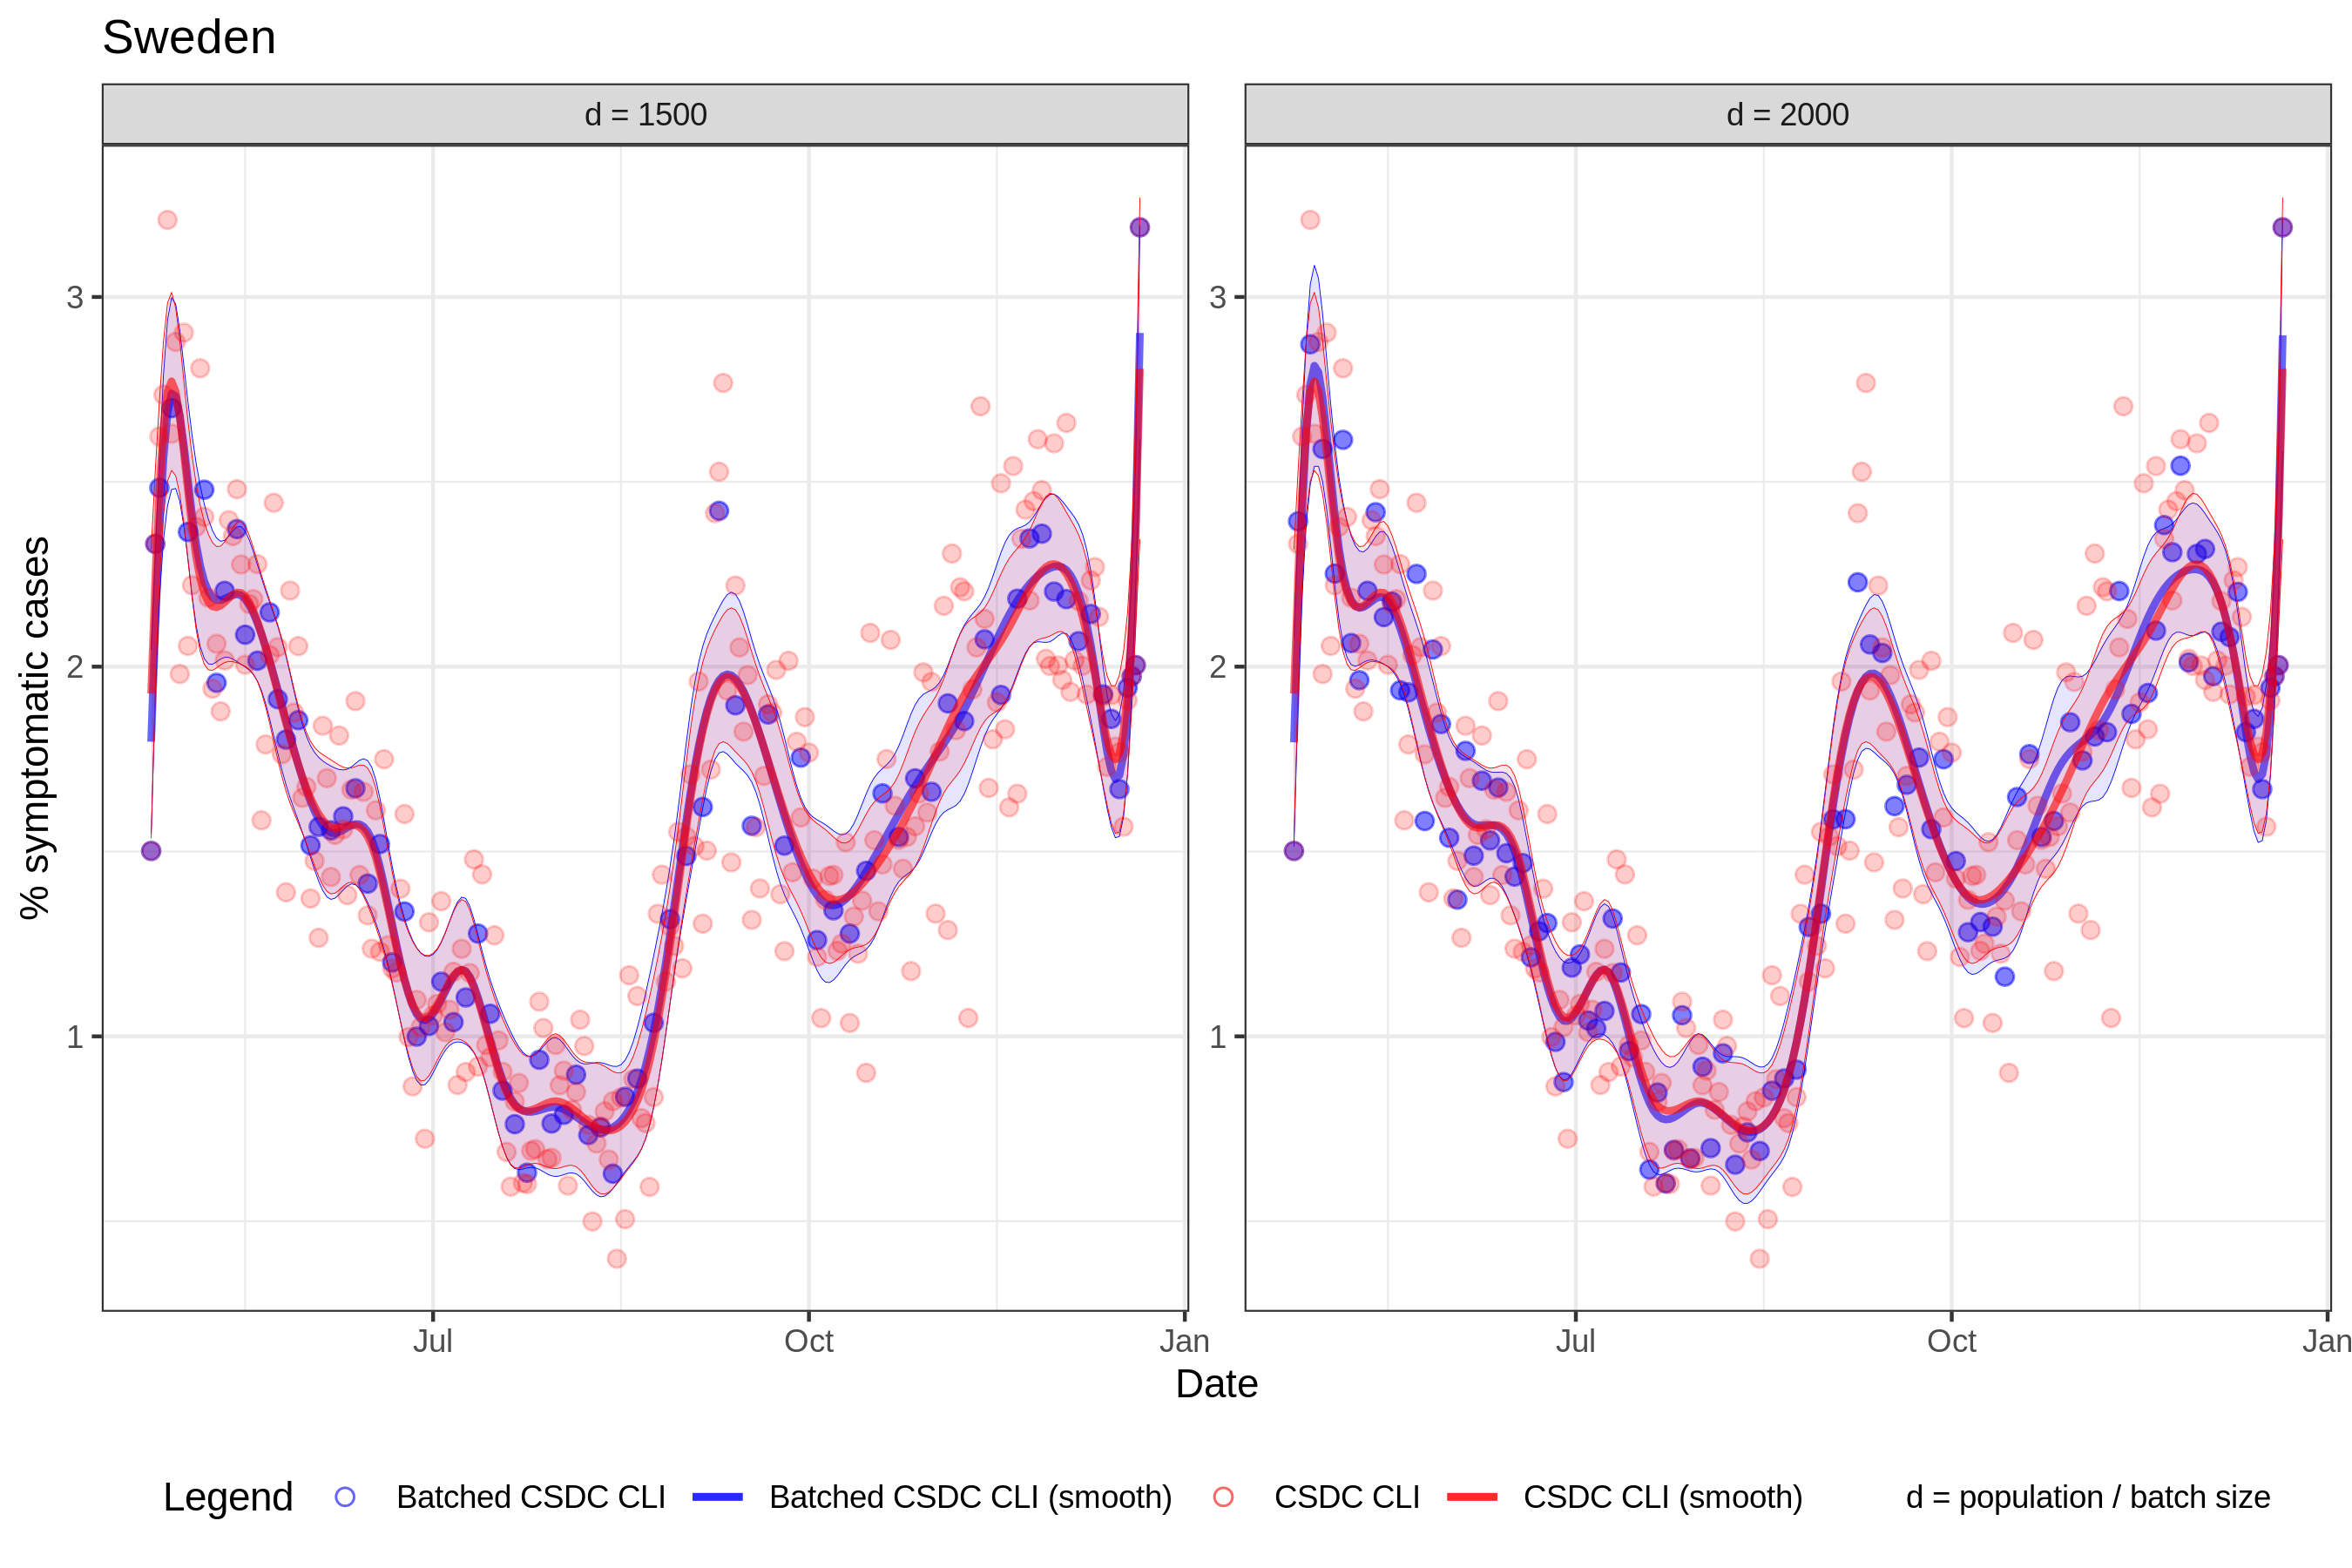 Sweden
d = 1500
d = 2000
% symptomatic cases
3
2
1
3
2
1
Jul
Oct
Jan
Jul
Oct
Jan
Date
Legend
Batched CSDC CLI
Batched CSDC CLI (smooth)
CSDC CLI
CSDC CLI (smooth)
d = population / batch size